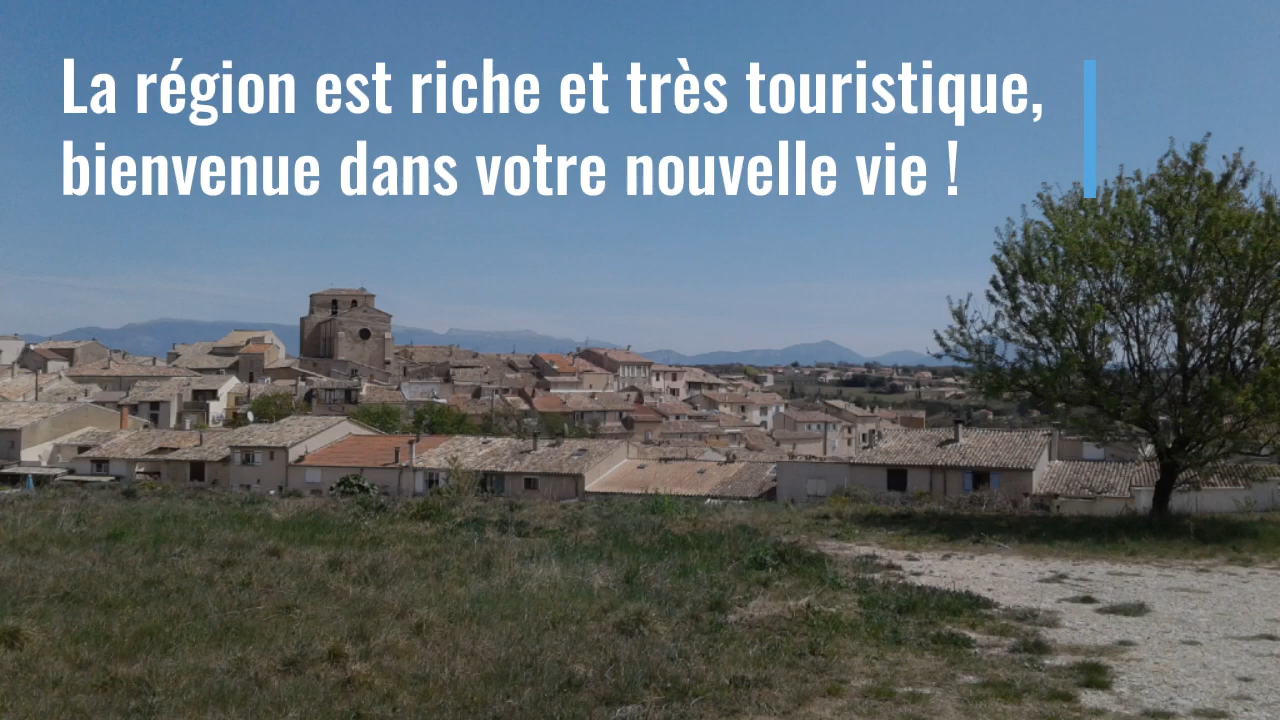 La région est riche et très touristique,
bienvenue dans votre nouvelle vie !